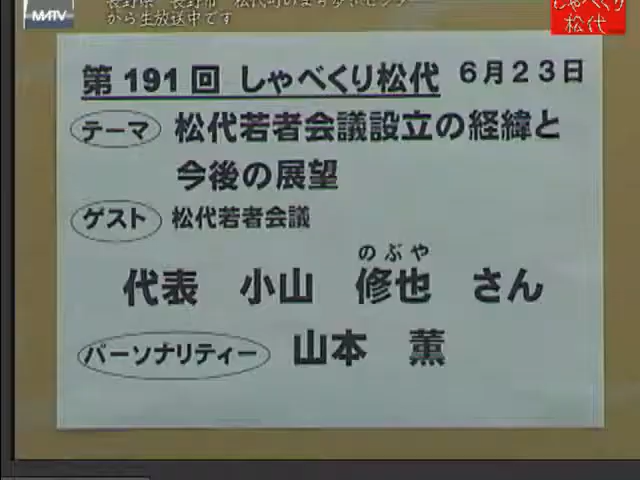 MATV
から生放送中です
しゃべくり
松代
第191回 しゃべくり松代 6月23日
テーマ 松代若者会議設立の経緯と
今後の展望
ゲスト 松代若者会議
のぶや
代表 小山 修也 さん
パーソナリティー 山本 薫